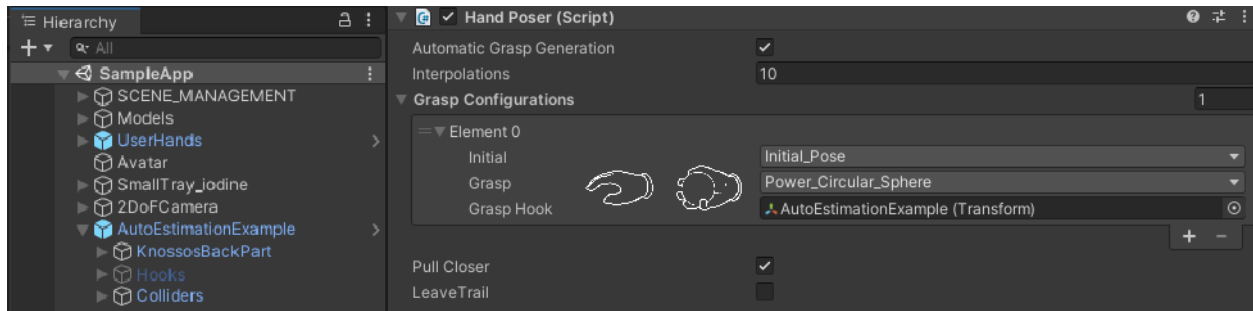 Hierarchy
All
SampleApp
SCENE_MANAGEMENT
Models
UserHands
Avatar
SmallTray_iodine
2DoFCamera
AutoEstimationExample
KnossosBackPart
Hooks
Colliders
Hand Poser (Script)
Automatic Grasp Generation
Interpolations 10
Grasp Configurations 1
Element 0
Initial Initial_Pose
Grasp Power_Circular_Sphere
Grasp Hook AutoEstimationExample (Transform)
Pull Closer
LeaveTrail